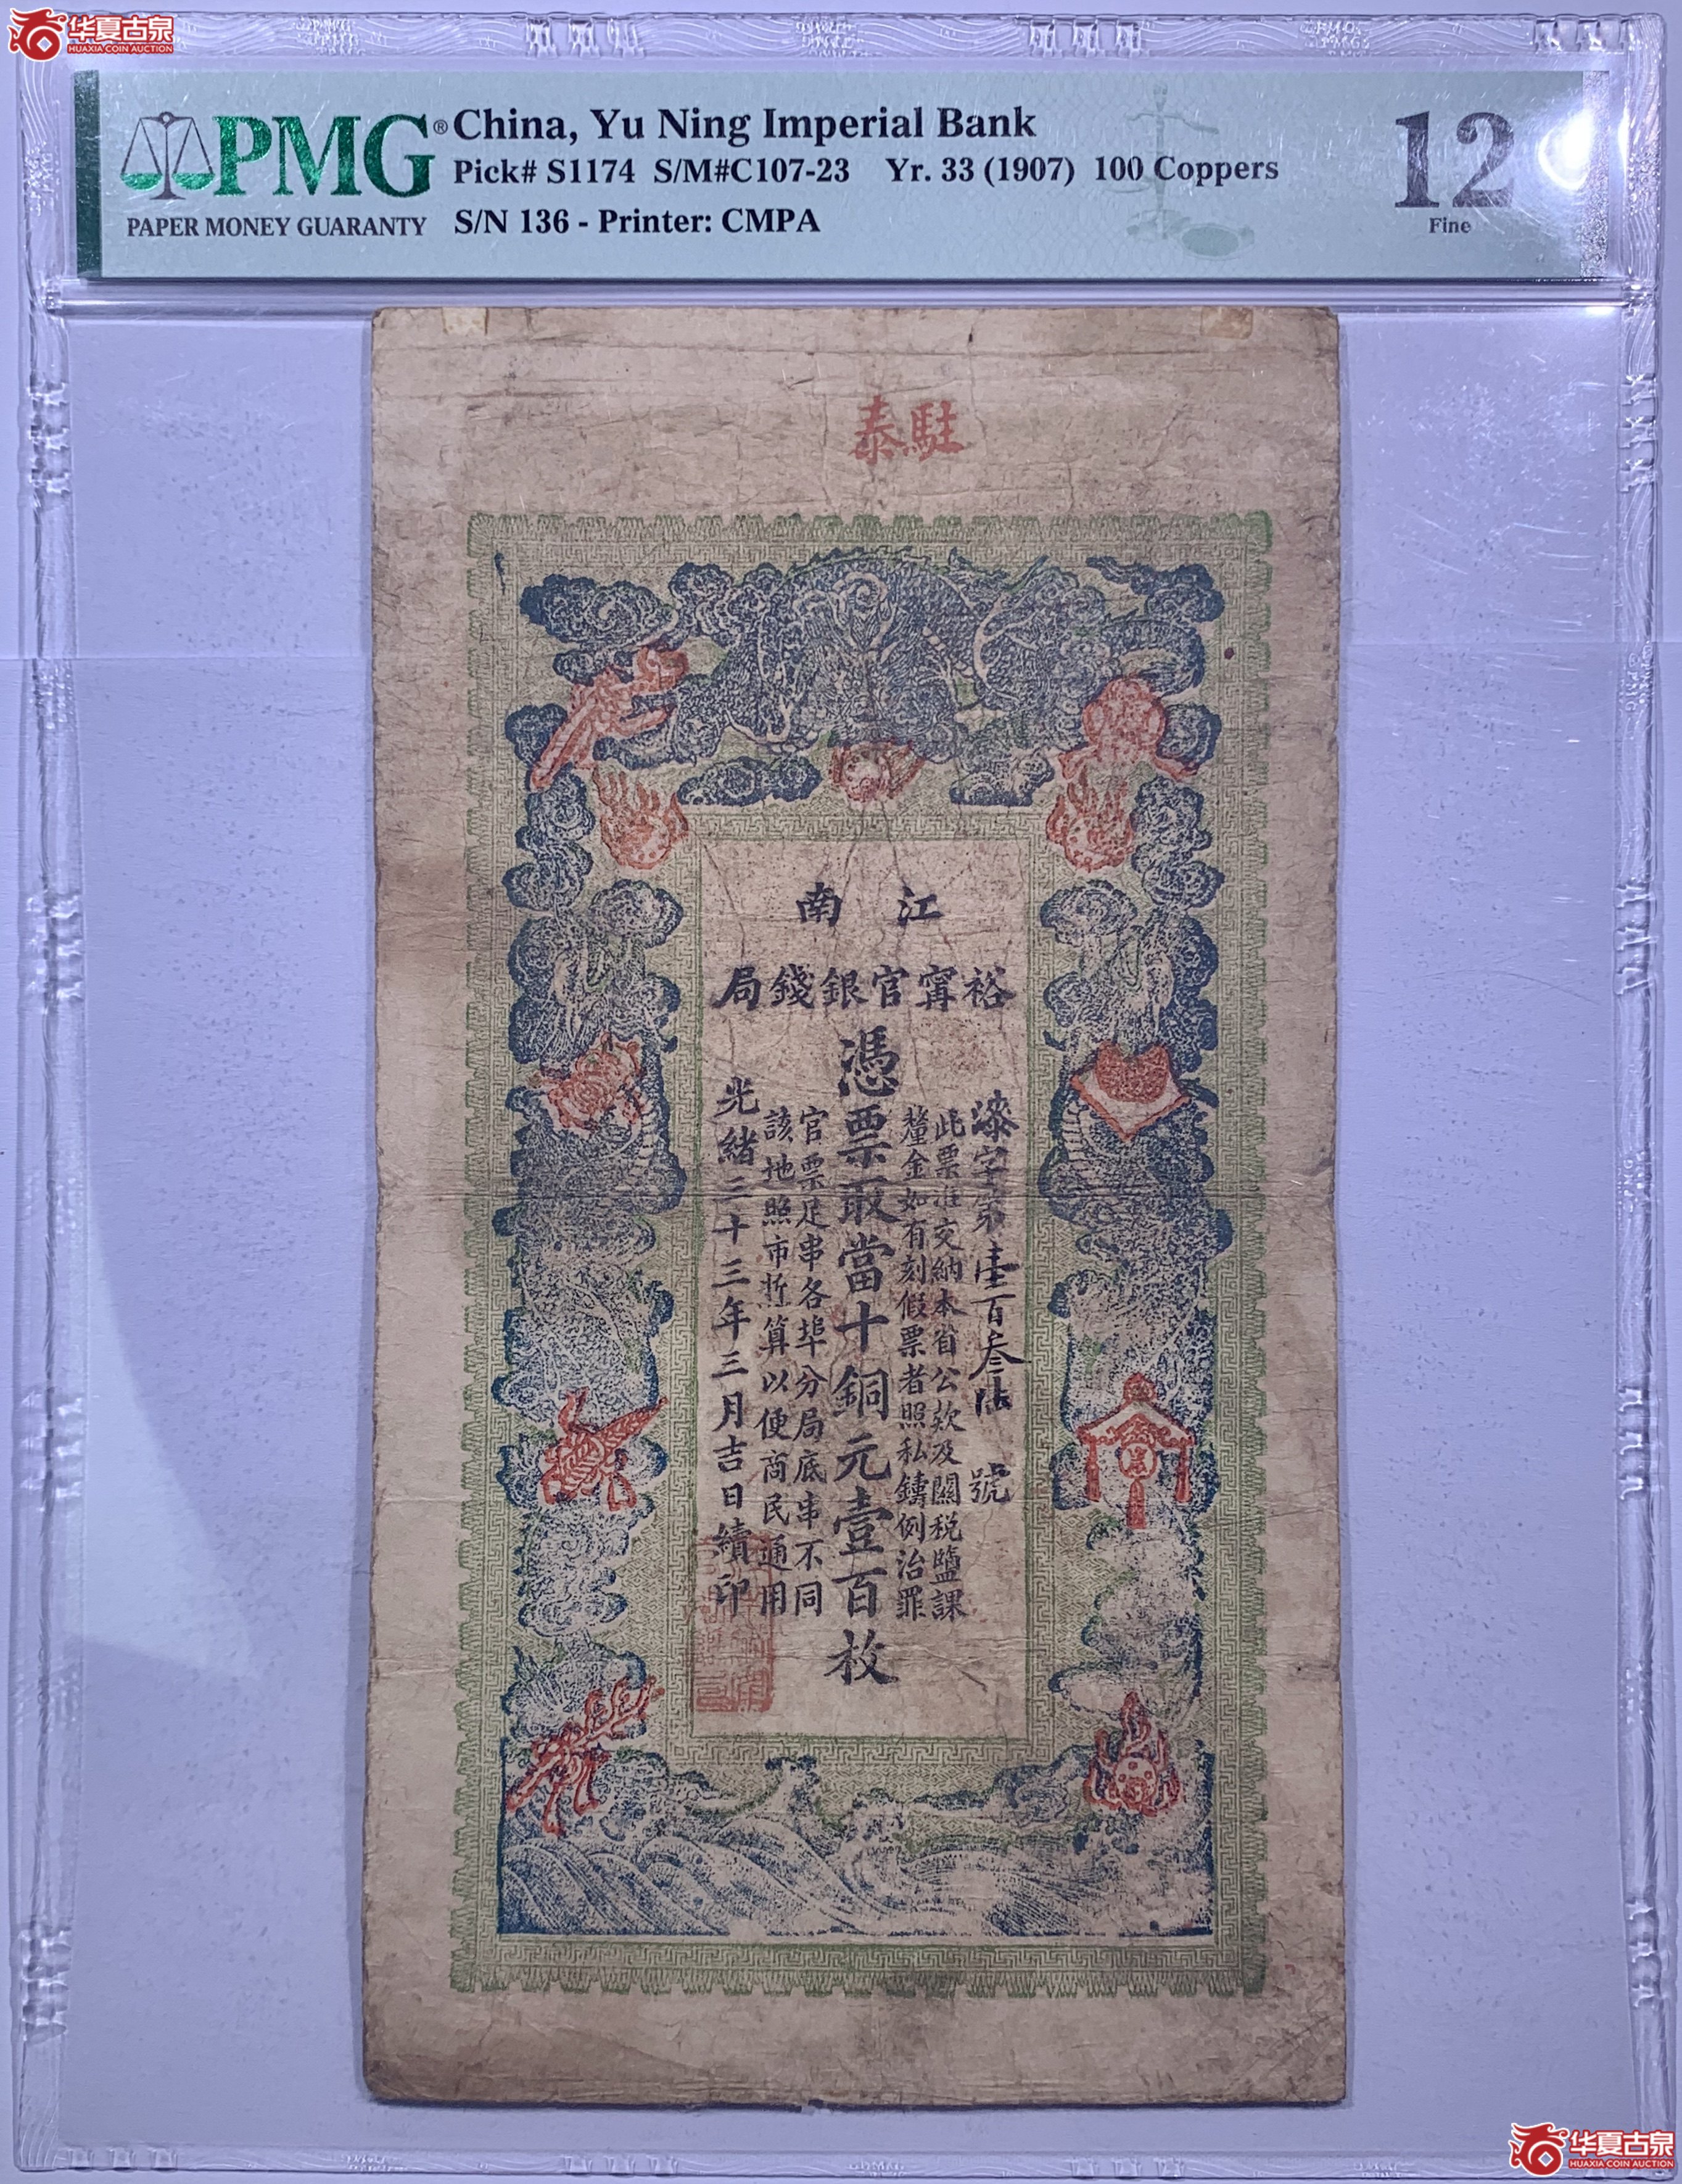 华夏古泉
HUAXIA COIN AUCTION
PMG®
PAPER MONEY GUARANTY
China, Yu Ning Imperial Bank
Pick# S1174 S/M#C107-23 Yr. 33 (1907) 100 Coppers
S/N 136 - Printer: CMPA
12
Fine
駐泰
江南
裕甯官銀錢局
漆字第壹百叁拾陆號
此票准交納本省公款及關税鹽課
釐金如有刻假票者照私鑄例治罪
憑票取當十銅元壹百枚
官票足串各埠分局底串不同
該地照市塹算以便商民通用
光緒三十三年三月吉日續印
华夏古泉
HUAXIA COIN AUCTION